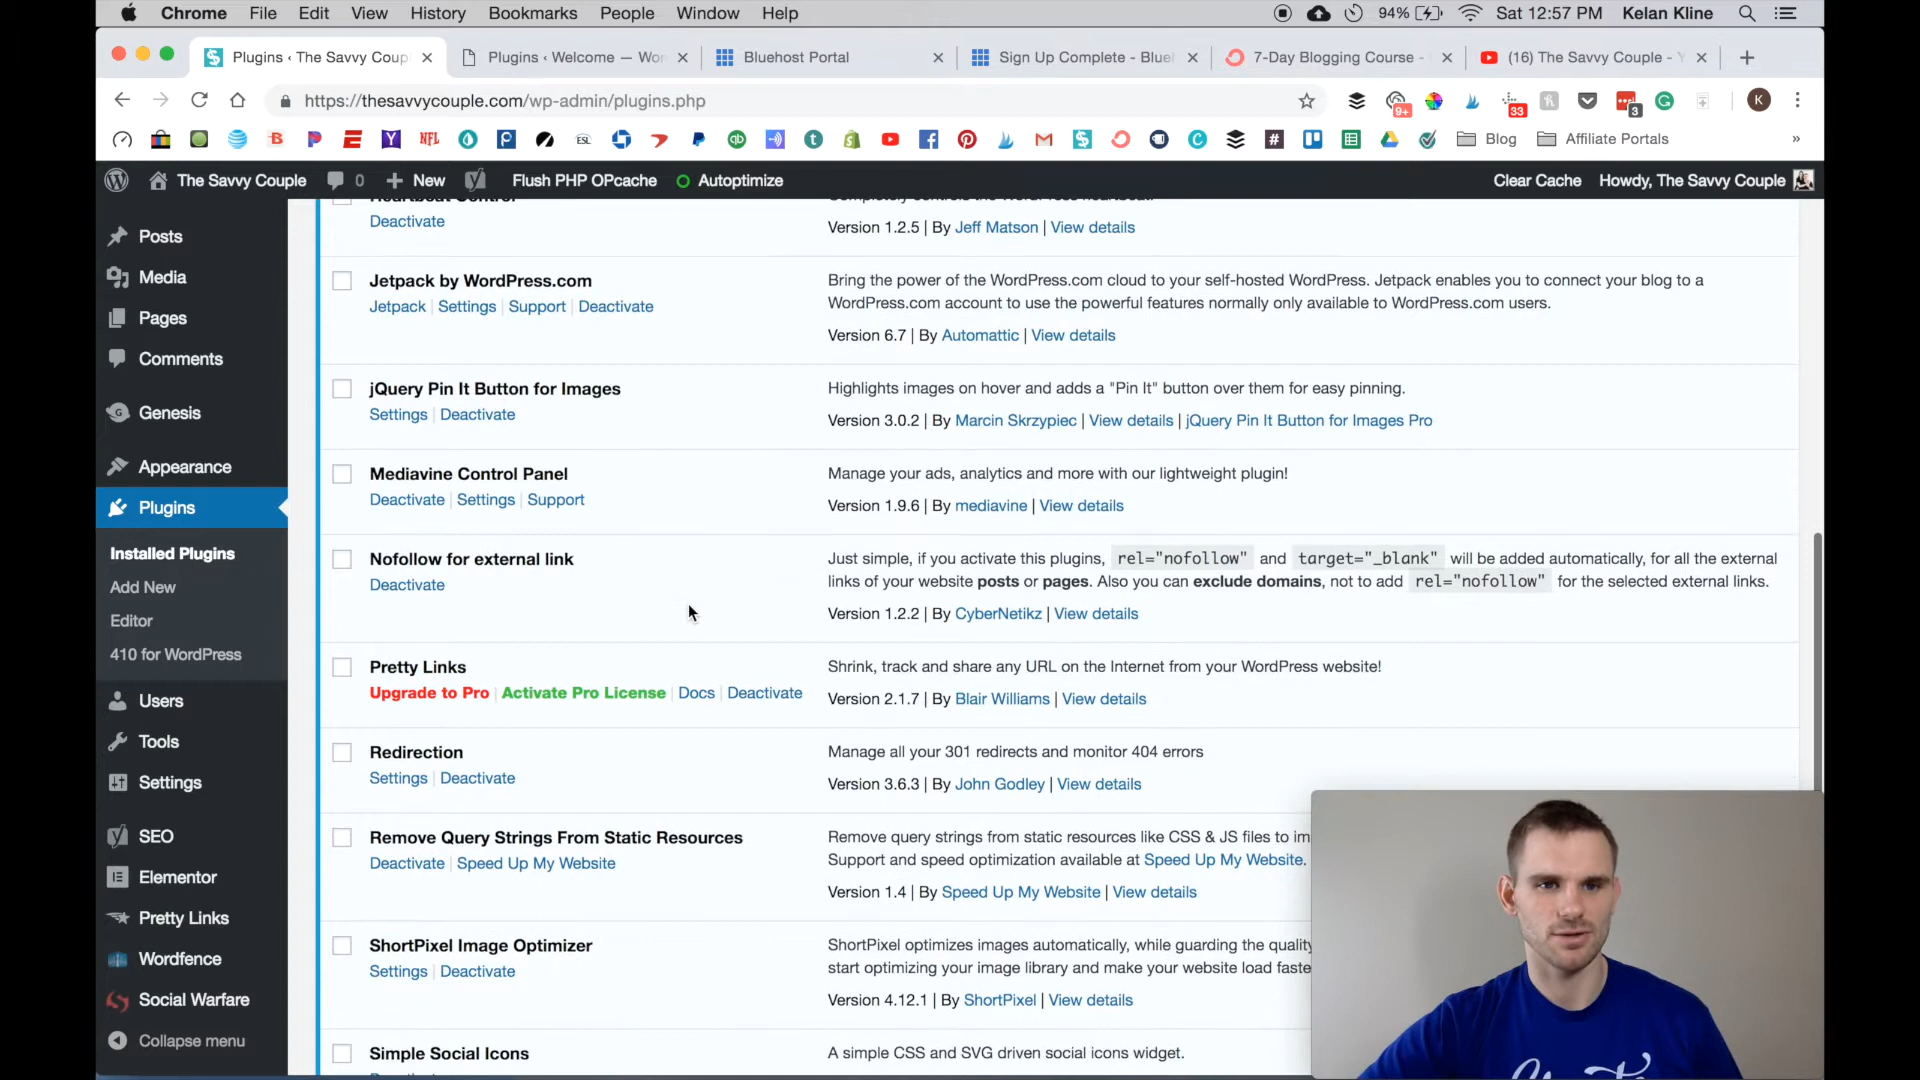 Chrome File Edit View History Bookmarks People Window Help 94% Sat 12:57 PM Kelan Kline
Plugins ‹ The Savvy Coup Plugins ‹ Welcome — Wor Bluehost Portal Sign Up Complete - Blueh 7-Day Blogging Course - (16) The Savvy Couple - Y
https://thesavvycouple.com/wp-admin/plugins.php 9+ 33 3 K
NFL ESL Blog Affiliate Portals »
The Savvy Couple 0 New Flush PHP OPcache Autoptimize Clear Cache Howdy, The Savvy Couple
Posts
Media
Pages
Comments
Genesis
Appearance
Plugins
Installed Plugins
Add New
Editor
410 for WordPress
Users
Tools
Settings
SEO
Elementor
Pretty Links
Wordfence
Social Warfare
Collapse menu
Heartbeat Control
Deactivate
Completely controls the WordPress heartbeat.
Version 1.2.5 | By Jeff Matson | View details
Jetpack by WordPress.com
Jetpack | Settings | Support | Deactivate
Bring the power of the WordPress.com cloud to your self-hosted WordPress. Jetpack enables you to connect your blog to a
WordPress.com account to use the powerful features normally only available to WordPress.com users.
Version 6.7 | By Automattic | View details
jQuery Pin It Button for Images
Settings | Deactivate
Highlights images on hover and adds a "Pin It" button over them for easy pinning.
Version 3.0.2 | By Marcin Skrzypiec | View details | jQuery Pin It Button for Images Pro
Mediavine Control Panel
Deactivate | Settings | Support
Manage your ads, analytics and more with our lightweight plugin!
Version 1.9.6 | By mediavine | View details
Nofollow for external link
Deactivate
Just simple, if you activate this plugins, rel="nofollow" and target="_blank" will be added automatically, for all the external
links of your website posts or pages. Also you can exclude domains, not to add rel="nofollow" for the selected external links.
Version 1.2.2 | By CyberNetikz | View details
Pretty Links
Upgrade to Pro | Activate Pro License | Docs | Deactivate
Shrink, track and share any URL on the Internet from your WordPress website!
Version 2.1.7 | By Blair Williams | View details
Redirection
Settings | Deactivate
Manage all your 301 redirects and monitor 404 errors
Version 3.6.3 | By John Godley | View details
Remove Query Strings From Static Resources
Deactivate | Speed Up My Website
Remove query strings from static resources like CSS & JS files to im
Support and speed optimization available at Speed Up My Website.
Version 1.4 | By Speed Up My Website | View details
ShortPixel Image Optimizer
Settings | Deactivate
ShortPixel optimizes images automatically, while guarding the quality
start optimizing your image library and make your website load faste
Version 4.12.1 | By ShortPixel | View details
Simple Social Icons
A simple CSS and SVG driven social icons widget.